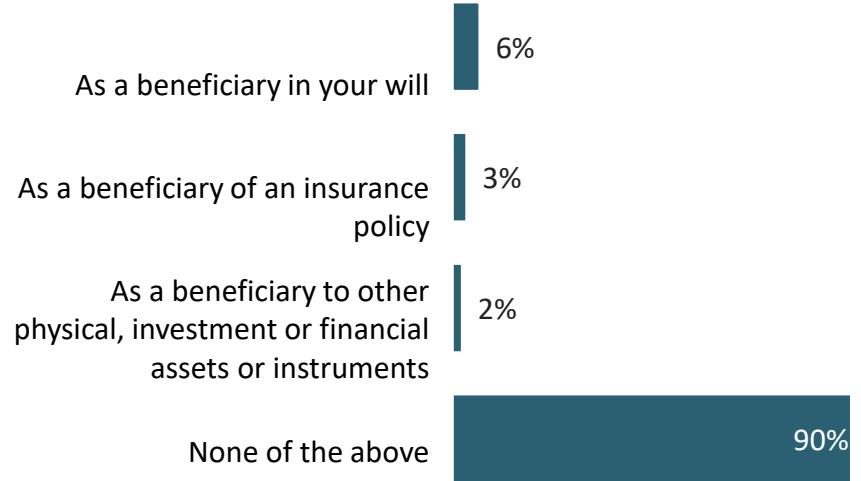 6%
As a beneficiary in your will
3%
As a beneficiary of an insurance
policy
As a beneficiary to other
physical, investment or financial
assets or instruments
2%
None of the above
90%